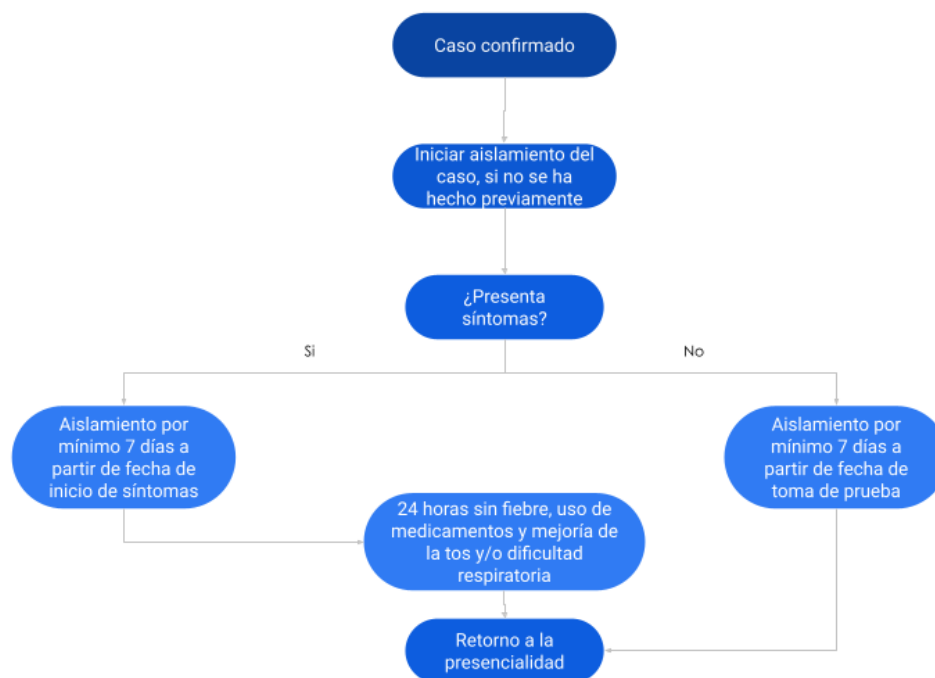 Caso confirmado
Iniciar aislamiento del
caso, si no se ha
hecho previamente
¿Presenta
síntomas?
Si
No
Aislamiento por
mínimo 7 días a
partir de fecha de
inicio de síntomas
Aislamiento por
mínimo 7 días a
partir de fecha de
toma de prueba
24 horas sin fiebre, uso de
medicamentos y mejoría de
la tos y/o dificultad
respiratoria
Retorno a la
presencialidad